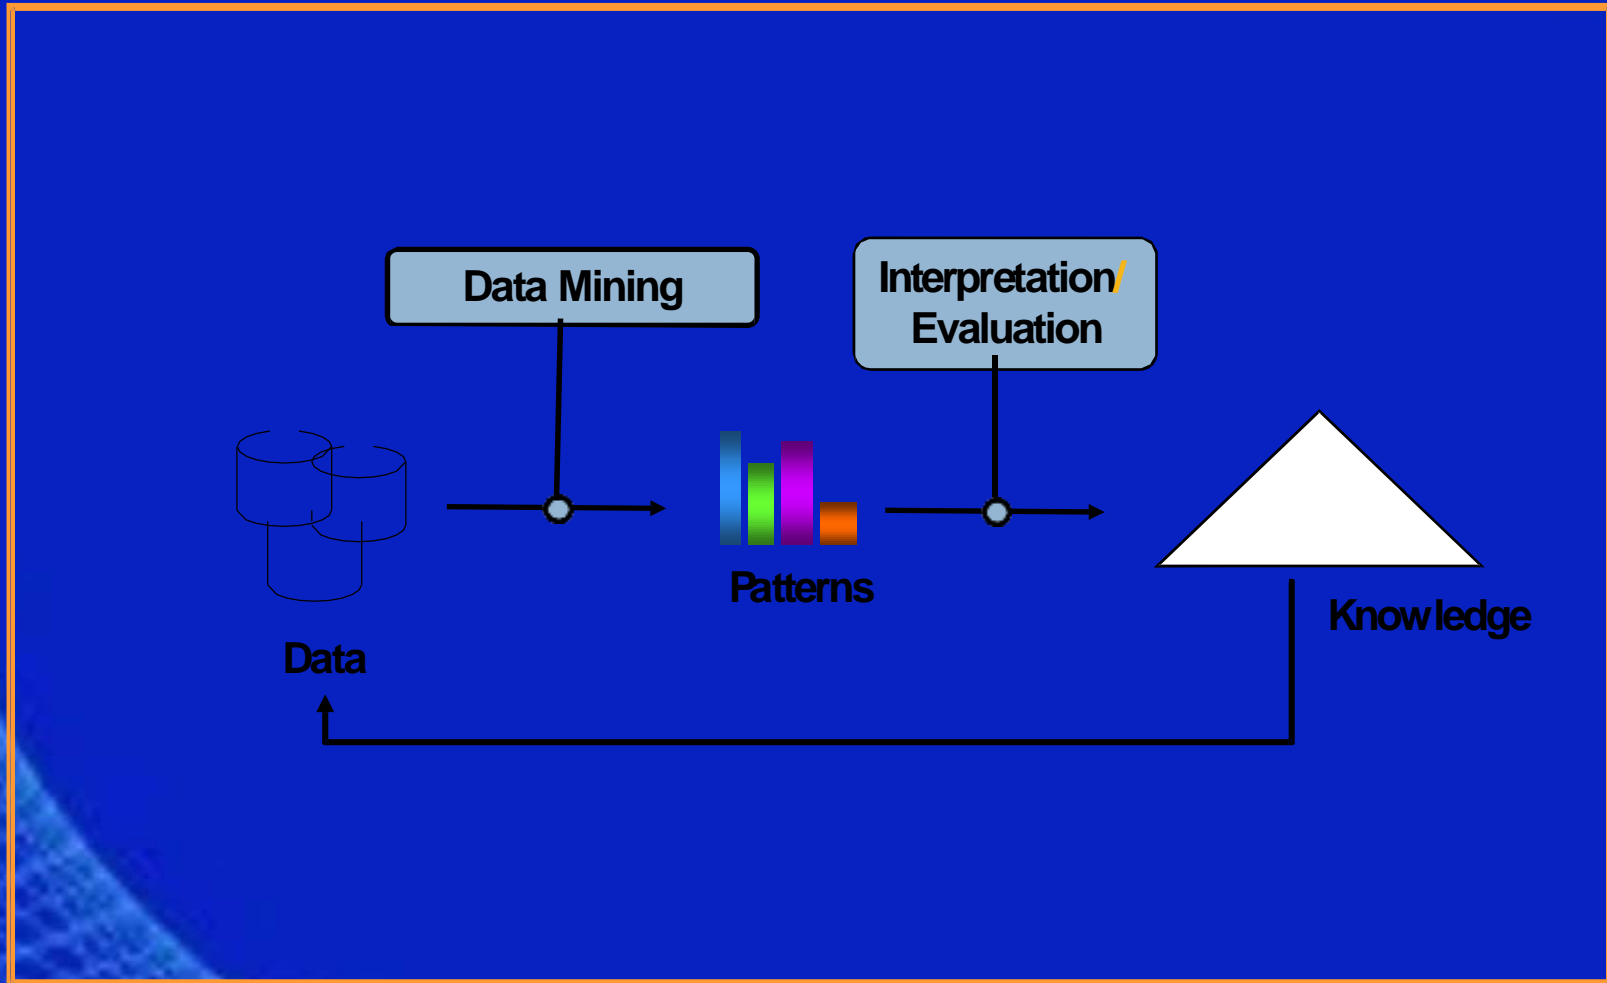 Data Mining
Interpretation/
Evaluation
Patterns
Knowledge
Data